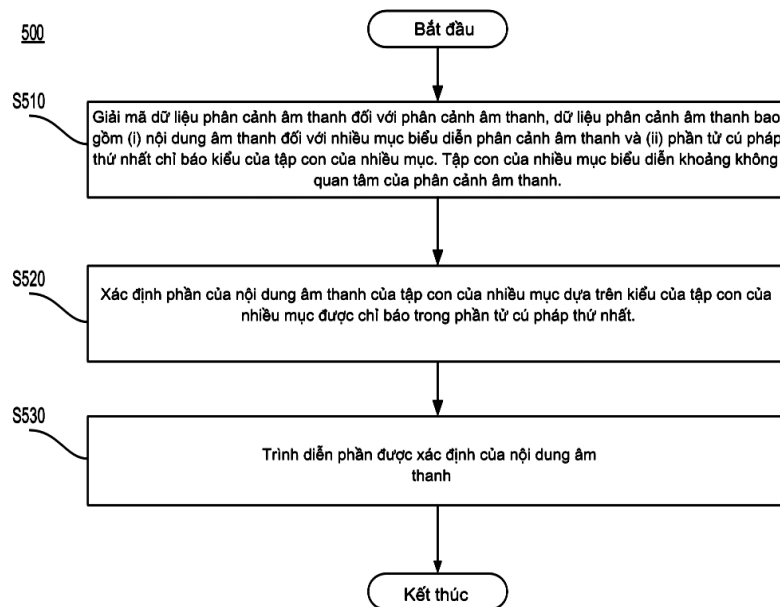 500
Bắt đầu
S510
Giải mã dữ liệu phân cảnh âm thanh đối với phân cảnh âm thanh, dữ liệu phân cảnh âm thanh bao
gồm (i) nội dung âm thanh đối với nhiều mục biểu diễn phân cảnh âm thanh và (ii) phần tử cú pháp
thứ nhất chỉ báo kiểu của tập con của nhiều mục. Tập con của nhiều mục biểu diễn khoảng không
quan tâm của phân cảnh âm thanh.
S520
Xác định phần của nội dung âm thanh của tập con của nhiều mục dựa trên kiểu của tập con của
nhiều mục được chỉ báo trong phần tử cú pháp thứ nhất.
S530
Trình diễn phần được xác định của nội dung âm
thanh
Kết thúc